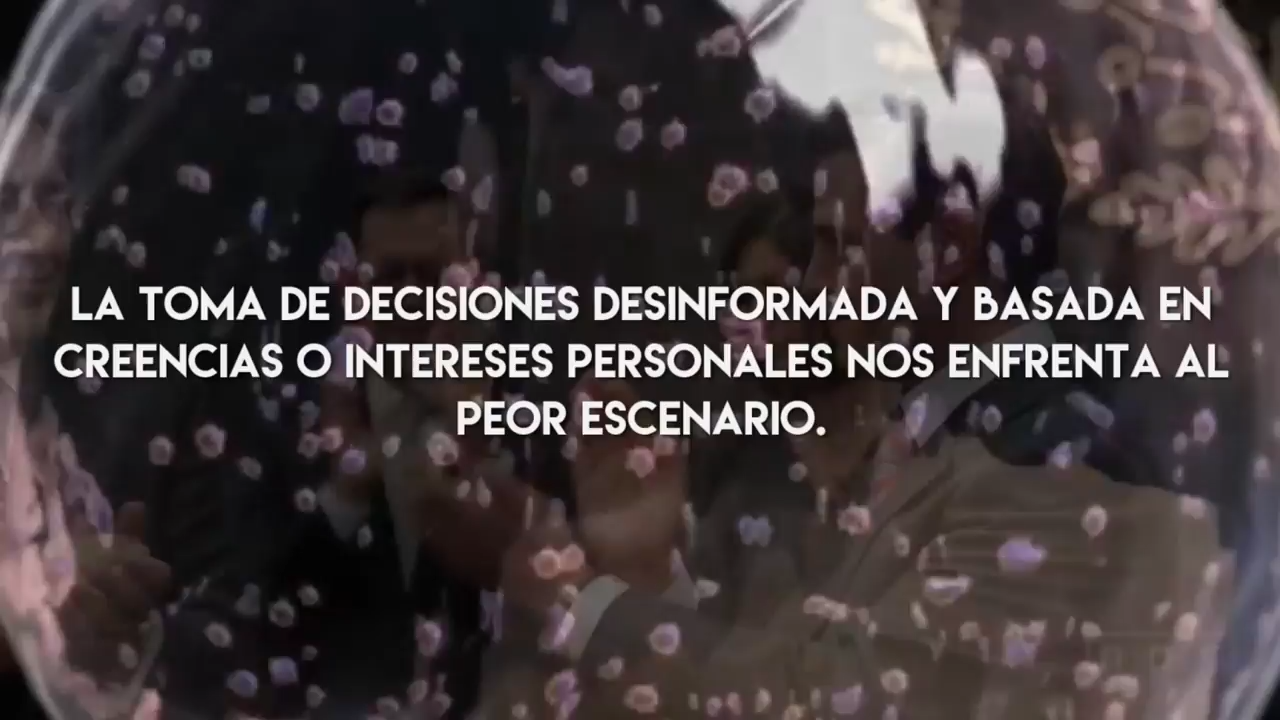 LA TOMA DE DECISIONES DESINFORMADA Y BASADA EN
CREENCIAS O INTERESES PERSONALES NOS ENFRENTA AL
PEOR ESCENARIO.